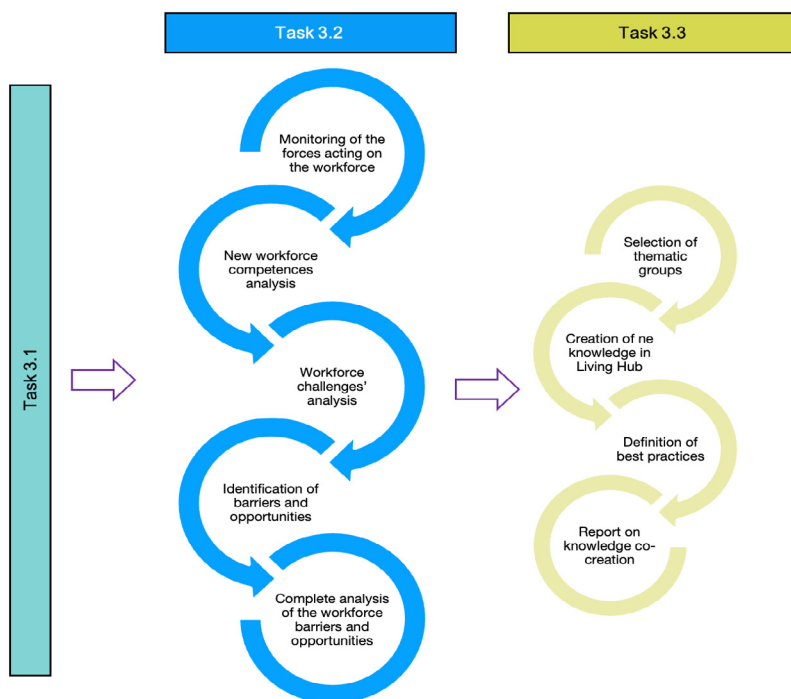 Task 3.2
Task 3.3
Task 3.1
Monitoring of the
forces acting on
the workforce
New workforce
competences
analysis
Workforce
challenges'
analysis
Identification of
barriers and
opportunities
Complete analysis
of the workforce
barriers and
opportunities
Selection of
thematic
groups
Creation of ne
knowledge in
Living Hub
Definition of
best practices
Report on
knowledge co-
creation